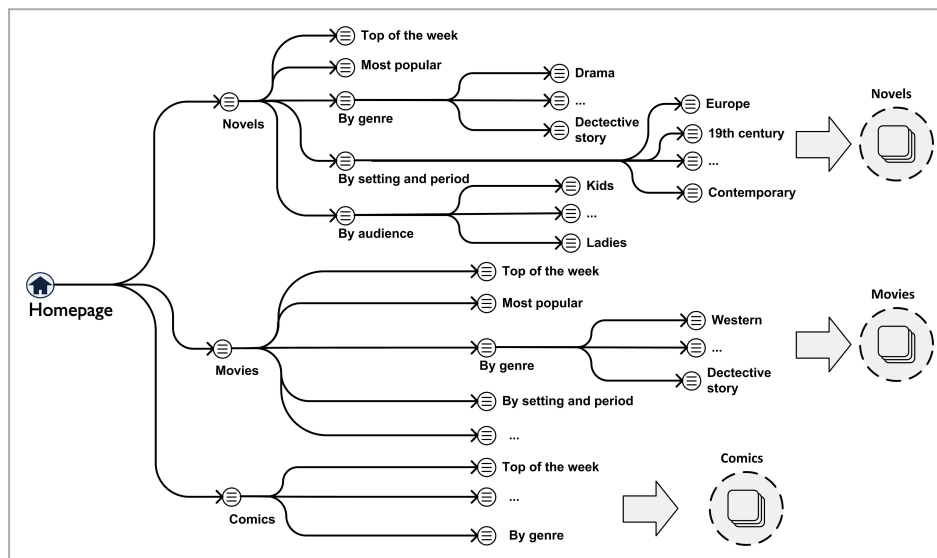 Top of the week
Most popular
Novels
By genre
Drama
...
Dectective
story
By setting and period
Europe
19th century
...
Contemporary
By audience
Kids
...
Ladies
Novels
Homepage
Movies
Top of the week
Most popular
By genre
Western
...
Dectective
story
By setting and period
...
Movies
Comics
Top of the week
...
By genre
Comics